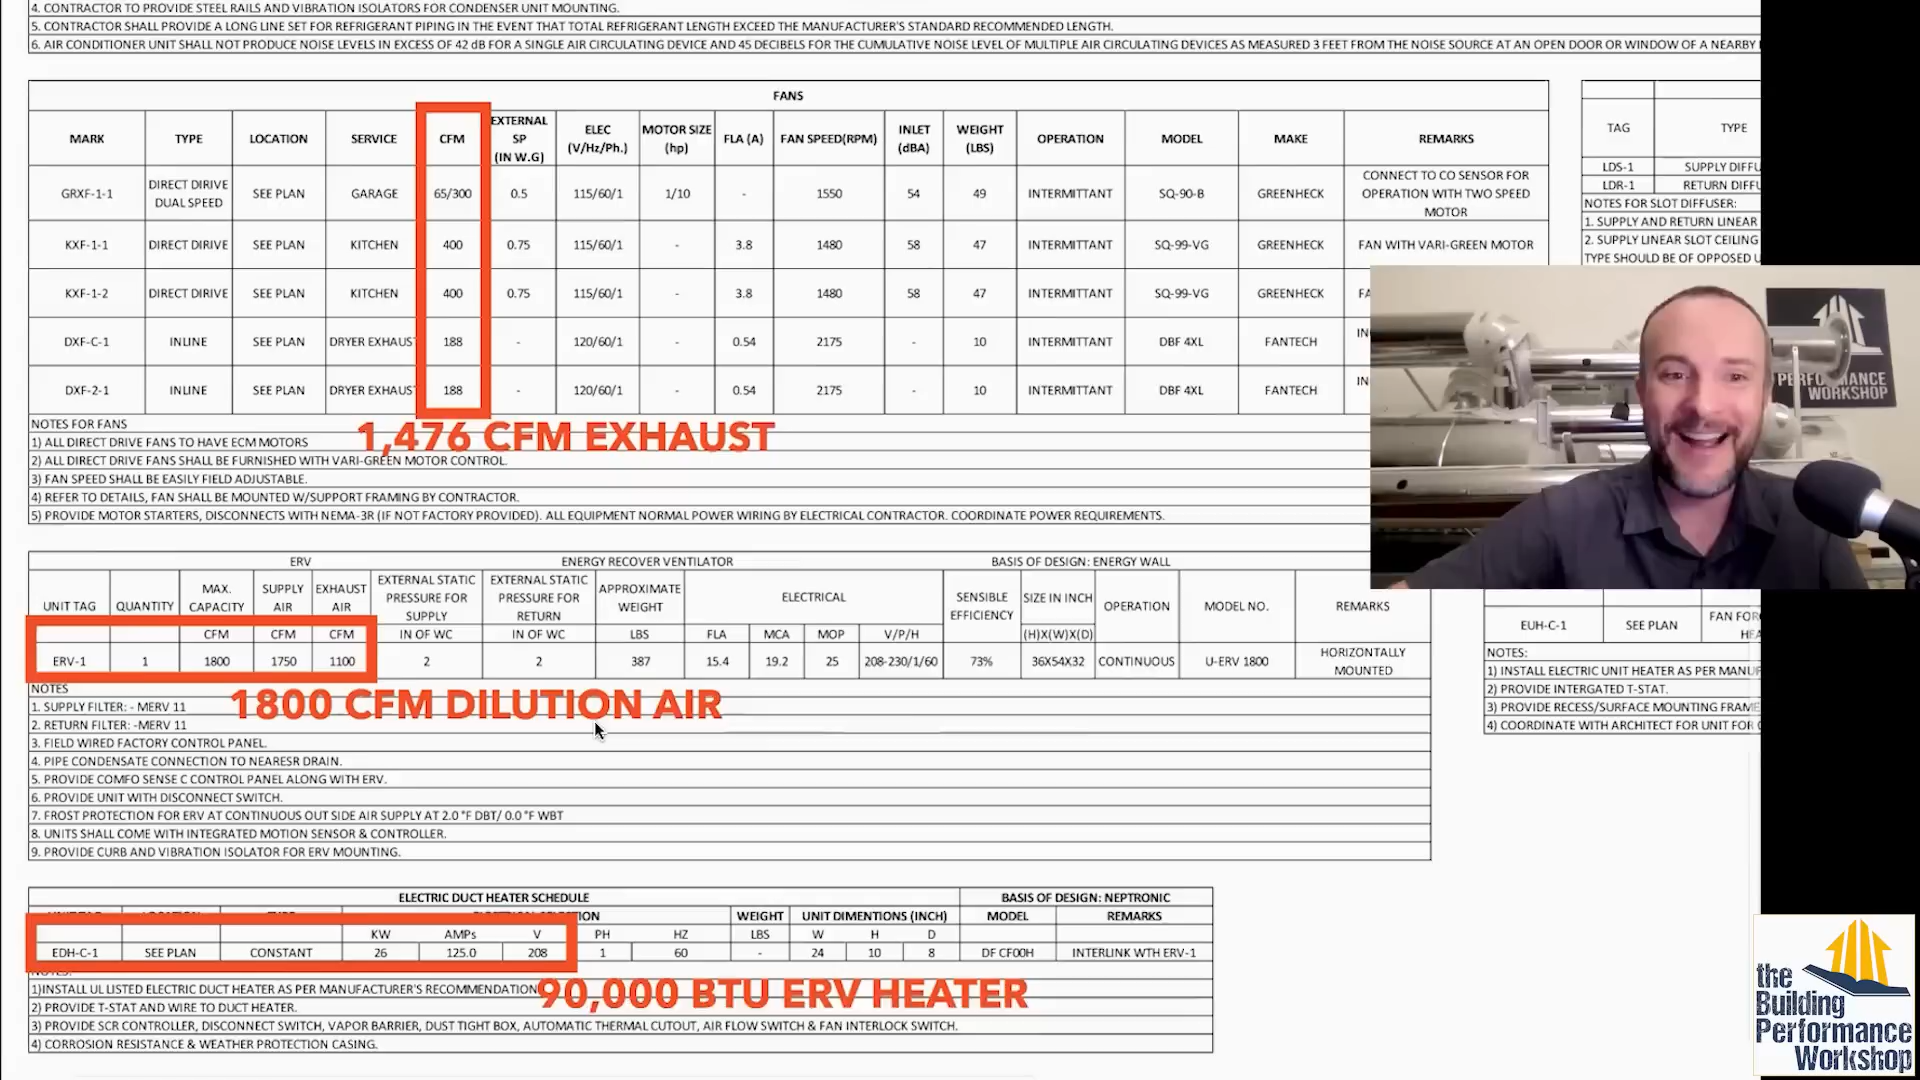 4. CONTRACTOR TO PROVIDE STEEL RAILS AND VIBRATION ISOLATORS FOR CONDENSER UNIT MOUNTING.
5. CONTRACTOR SHALL PROVIDE A LONG LINE SET FOR REFRIGERANT PIPING IN THE EVENT THAT TOTAL REFRIGERANT LENGTH EXCEED THE MANUFACTURER'S STANDARD RECOMMENDED LENGTH.
6. AIR CONDITIONER UNIT SHALL NOT PRODUCE NOISE LEVELS IN EXCESS OF 42 dB FOR A SINGLE AIR CIRCULATING DEVICE AND 45 DECIBELS FOR THE CUMULATIVE NOISE LEVEL OF MULTIPLE AIR CIRCULATING DEVICES AS MEASURED 3 FEET FROM THE NOISE SOURCE AT AN OPEN DOOR OR WINDOW OF A NEARBY
FANS
MARK TYPE LOCATION SERVICE CFM EXTERNAL SP (IN W.G) ELEC (V/Hz/Ph.) MOTOR SIZE (hp) FLA (A) FAN SPEED(RPM) INLET (dBA) WEIGHT (LBS) OPERATION MODEL MAKE REMARKS
GRXF-1-1 DIRECT DIRIVE DUAL SPEED SEE PLAN GARAGE 65/300 0.5 115/60/1 1/10 - 1550 54 49 INTERMITTANT SQ-90-B GREENHECK CONNECT TO CO SENSOR FOR OPERATION WITH TWO SPEED MOTOR
KXF-1-1 DIRECT DIRIVE SEE PLAN KITCHEN 400 0.75 115/60/1 - 3.8 1480 58 47 INTERMITTANT SQ-99-VG GREENHECK FAN WITH VARI-GREEN MOTOR
KXF-1-2 DIRECT DIRIVE SEE PLAN KITCHEN 400 0.75 115/60/1 - 3.8 1480 58 47 INTERMITTANT SQ-99-VG GREENHECK FA
DXF-C-1 INLINE SEE PLAN DRYER EXHAUS 188 - 120/60/1 - 0.54 2175 - 10 INTERMITTANT DBF 4XL FANTECH IN
DXF-2-1 INLINE SEE PLAN DRYER EXHAUS 188 - 120/60/1 - 0.54 2175 - 10 INTERMITTANT DBF 4XL FANTECH IN
NOTES FOR FANS
1) ALL DIRECT DRIVE FANS TO HAVE ECM MOTORS
1,476 CFM EXHAUST
2) ALL DIRECT DRIVE FANS SHALL BE FURNISHED WITH VARI-GREEN MOTOR CONTROL.
3) FAN SPEED SHALL BE EASILY FIELD ADJUSTABLE.
4) REFER TO DETAILS, FAN SHALL BE MOUNTED W/SUPPORT FRAMING BY CONTRACTOR.
5) PROVIDE MOTOR STARTERS, DISCONNECTS WITH NEMA-3R (IF NOT FACTORY PROVIDED). ALL EQUIPMENT NORMAL POWER WIRING BY ELECTRICAL CONTRACTOR. COORDINATE POWER REQUIREMENTS.
TAG TYPE
LDS-1 SUPPLY DIFFU
LDR-1 RETURN DIFFU
NOTES FOR SLOT DIFFUSER:
1. SUPPLY AND RETURN LINEAR
2. SUPPLY LINEAR SLOT CEILING
TYPE SHOULD BE OF OPPOSED
PERFORMANCE
WORKSHOP
ERV ENERGY RECOVER VENTILATOR BASIS OF DESIGN: ENERGY WALL
UNIT TAG QUANTITY MAX. CAPACITY SUPPLY AIR EXHAUST AIR EXTERNAL STATIC PRESSURE FOR SUPPLY EXTERNAL STATIC PRESSURE FOR RETURN APPROXIMATE WEIGHT ELECTRICAL SENSIBLE EFFICIENCY SIZE IN INCH OPERATION MODEL NO. REMARKS
CFM CFM CFM IN OF WC IN OF WC LBS FLA MCA MOP V/P/H (H)X(W)X(D)
ERV-1 1 1800 1750 1100 2 2 387 15.4 19.2 25 208-230/1/60 73% 36X54X32 CONTINUOUS U-ERV 1800 HORIZONTALLY MOUNTED
NOTES
1800 CFM DILUTION AIR
1. SUPPLY FILTER: - MERV 11
2. RETURN FILTER: -MERV 11
3. FIELD WIRED FACTORY CONTROL PANEL.
4. PIPE CONDENSATE CONNECTION TO NEARESR DRAIN.
5. PROVIDE COMFO SENSE C CONTROL PANEL ALONG WITH ERV.
6. PROVIDE UNIT WITH DISCONNECT SWITCH.
7. FROST PROTECTION FOR ERV AT CONTINUOUS OUT SIDE AIR SUPPLY AT 2.0 °F DBT/ 0.0 °F WBT
8. UNITS SHALL COME WITH INTEGRATED MOTION SENSOR & CONTROLLER.
9. PROVIDE CURB AND VIBRATION ISOLATOR FOR ERV MOUNTING.
EUH-C-1 SEE PLAN FAN FOR
NOTES:
1) INSTALL ELECTRIC UNIT HEATER AS PER MANUF
2) PROVIDE INTERGATED T-STAT.
3) PROVIDE RECESS/SURFACE MOUNTING FRAME
4) COORDINATE WITH ARCHITECT FOR UNIT FOR
ELECTRIC DUCT HEATER SCHEDULE BASIS OF DESIGN: NEPTRONIC
WEIGHT UNIT DIMENTIONS (INCH) MODEL REMARKS
KW AMPs V PH HZ LBS W H D
EDH-C-1 SEE PLAN CONSTANT 26 125.0 208 1 60 - 24 10 8 DF CF00H INTERLINK WTH ERV-1
1)INSTALL UL LISTED ELECTRIC DUCT HEATER AS PER MANUFACTURER'S RECOMMENDATION
90,000 BTU ERV HEATER
2) PROVIDE T-STAT AND WIRE TO DUCT HEATER.
3) PROVIDE SCR CONTROLLER, DISCONNECT SWITCH, VAPOR BARRIER, DUST TIGHT BOX, AUTOMATIC THERMAL CUTOUT, AIR FLOW SWITCH & FAN INTERLOCK SWITCH.
4) CORROSION RESISTANCE & WEATHER PROTECTION CASING.
the
Building
Performance
Workshop